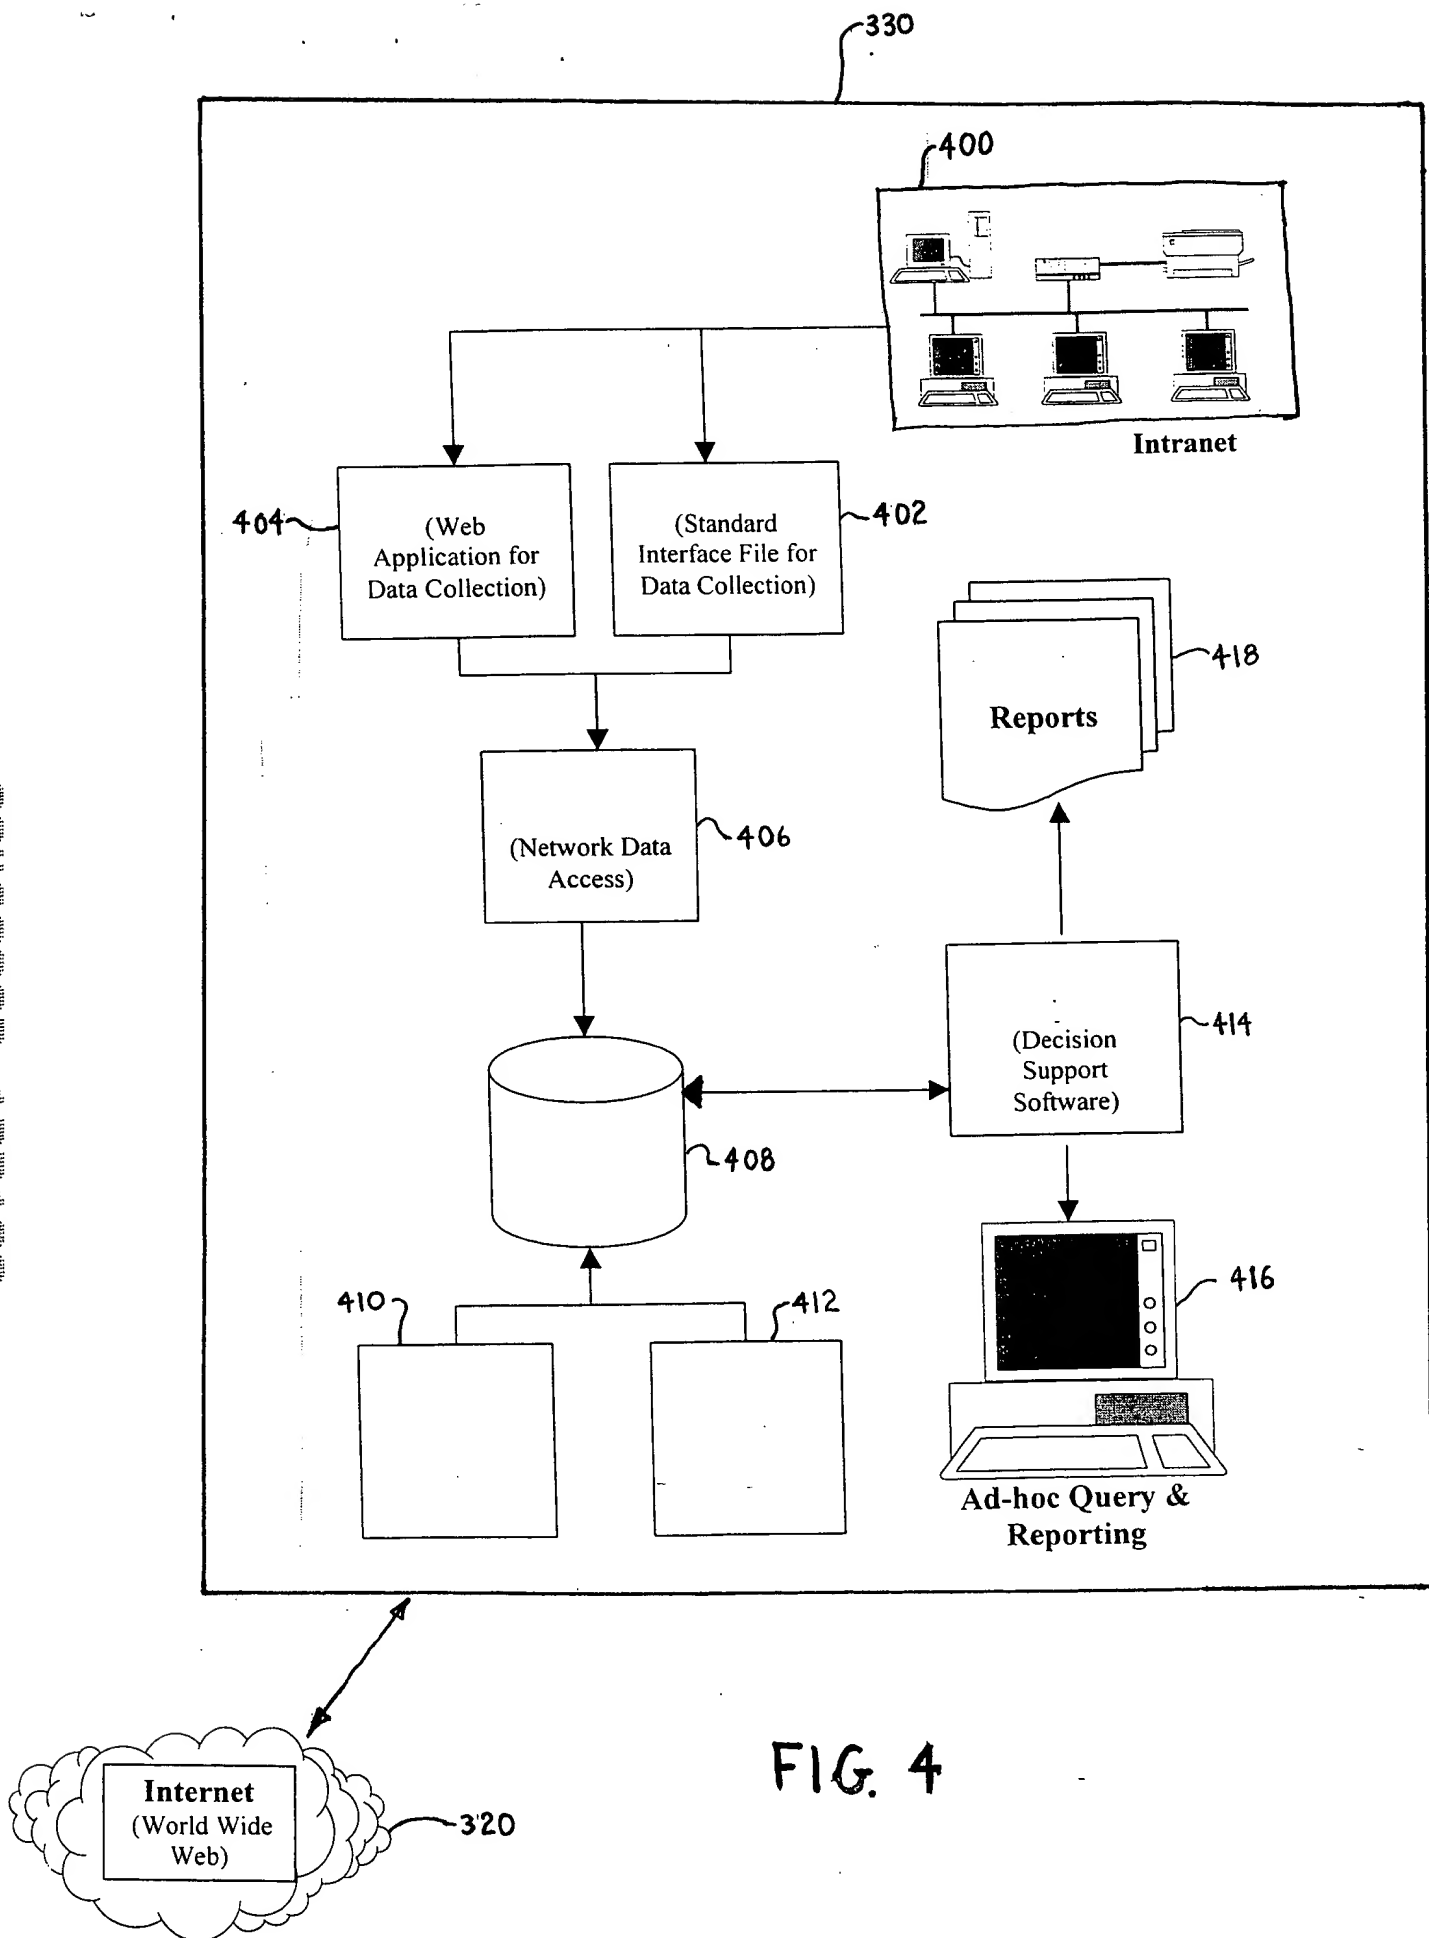 330
400
Intranet
404
(Web
Application for
Data Collection)
(Standard
Interface File for
Data Collection)
402
418
Reports
406
(Network Data
Access)
414
(Decision
Support
Software)
408
416
410
412
Ad-hoc Query &
Reporting
Internet
(World Wide
Web)
320
FIG. 4